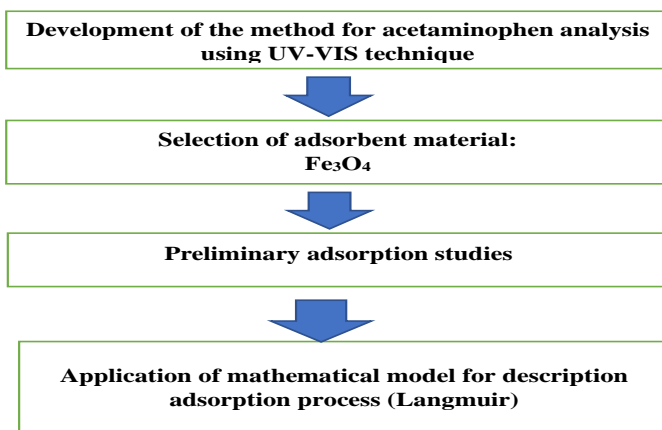 Development of the method for acetaminophen analysis
using UV-VIS technique
Selection of adsorbent material:
Fe₃O₄
Preliminary adsorption studies
Application of mathematical model for description
adsorption process (Langmuir)